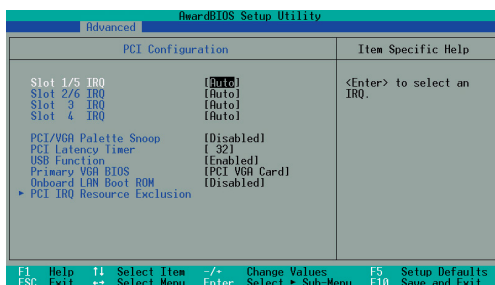 AwardBIOS Setup Utility
Advanced
PCI Configuration
Item Specific Help
Slot 1/5 IRQ [Auto]
Slot 2/6 IRQ [Auto]
Slot 3 IRQ [Auto]
Slot 4 IRQ [Auto]
PCI/VGA Palette Snoop [Disabled]
PCI Latency Timer [ 32]
USB Function [Enabled]
Primary VGA BIOS [PCI VGA Card]
Onboard LAN Boot ROM [Disabled]
▸ PCI IRQ Resource Exclusion
<Enter> to select an
IRQ.
F1 Help ↑↓ Select Item -/+ Change Values F5 Setup Defaults
ESC Exit ↔ Select Menu Enter Select ▸ Sub-Menu F10 Save and Exit